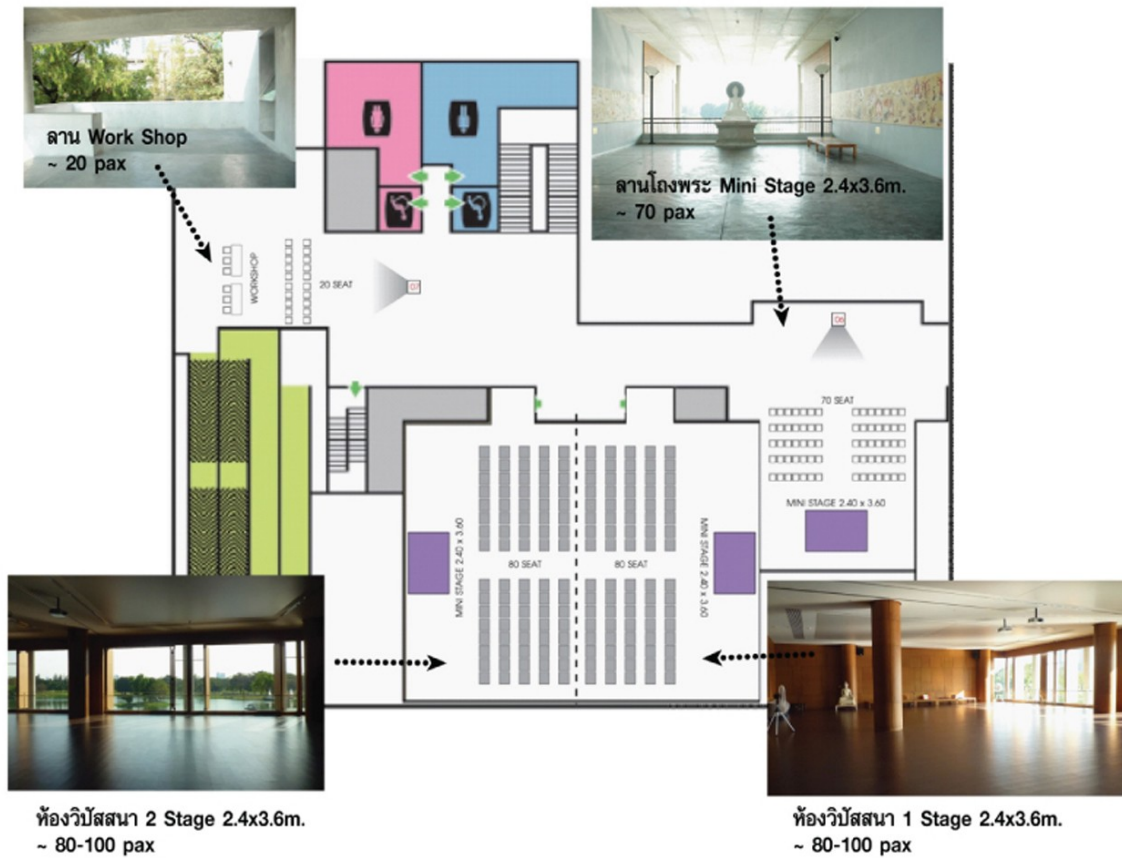 ลาน Work Shop
~ 20 pax
ลานโถงพระ Mini Stage 2.4x3.6m.
~ 70 pax
WORKSHOP
20 SEAT
07
06
70 SEAT
MINI STAGE 2.40 x 3.60
MINI STAGE 2.40 x 3.60
80 SEAT
80 SEAT
MINI STAGE 2.40 x 3.60
ห้องวิปัสสนา 2 Stage 2.4x3.6m.
~ 80-100 pax
ห้องวิปัสสนา 1 Stage 2.4x3.6m.
~ 80-100 pax